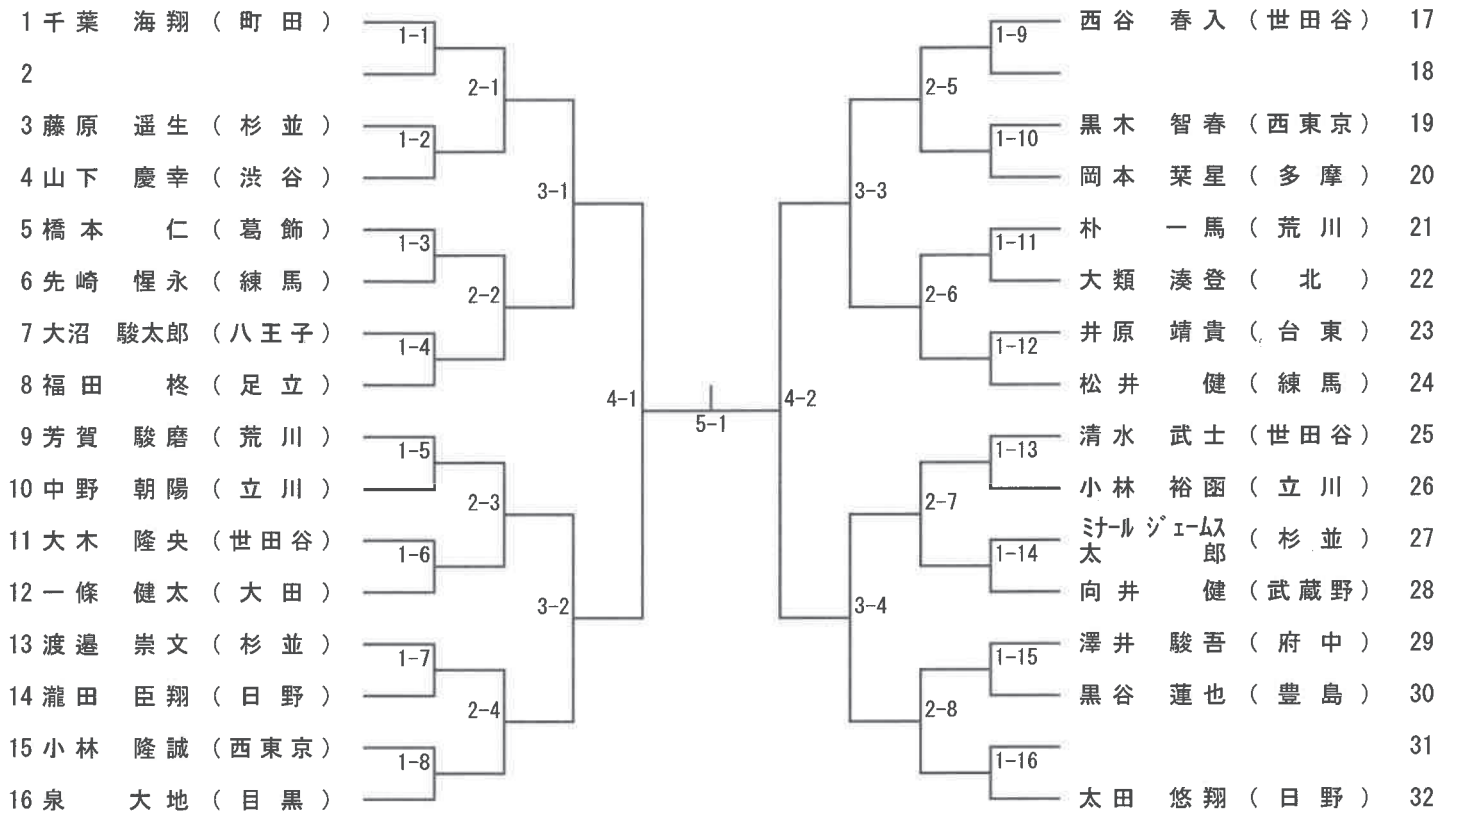 1 千葉 海翔 (町田)
1-1
2
2-1
3 藤原 遥生 (杉並)
1-2
4 山下 慶幸 (渋谷)
3-1
5 橋本 仁 (葛飾)
1-3
6 先崎 惺永 (練馬)
2-2
7 大沼 駿太郎 (八王子)
1-4
8 福田 柊 (足立)
4-1
9 芳賀 駿磨 (荒川)
1-5
10 中野 朝陽 (立川)
2-3
11 大木 隆央 (世田谷)
1-6
12 一條 健太 (大田)
3-2
13 渡邉 崇文 (杉並)
1-7
14 瀧田 臣翔 (日野)
2-4
15 小林 隆誠 (西東京)
1-8
16 泉 大地 (目黒)
5-1
西谷 春入 (世田谷) 17
1-9
18
2-5
黒木 智春 (西東京) 19
1-10
岡本 栞星 (多摩) 20
3-3
朴 一馬 (荒川) 21
1-11
大類 湊登 (北) 22
2-6
井原 靖貴 (台東) 23
1-12
松井 健 (練馬) 24
4-2
清水 武士 (世田谷) 25
1-13
小林 裕函 (立川) 26
2-7
ミナール ジェームス
太郎 (杉並) 27
1-14
向井 健 (武蔵野) 28
3-4
澤井 駿吾 (府中) 29
1-15
黒谷 蓮也 (豊島) 30
2-8
31
1-16
太田 悠翔 (日野) 32